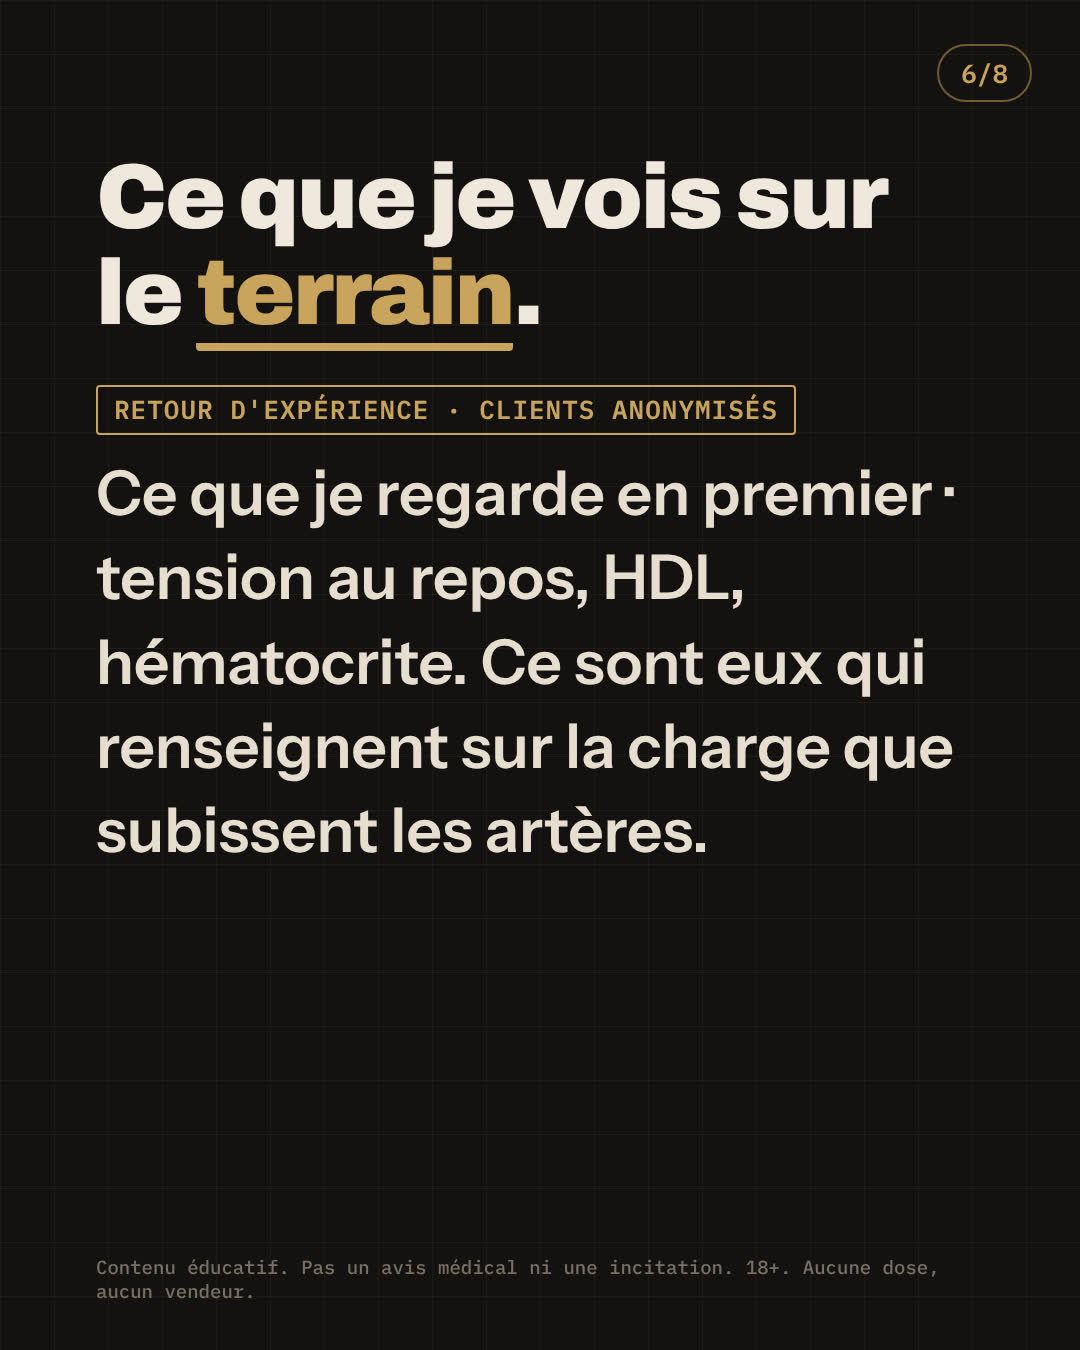 6/8
Ce que je vois sur
le terrain.
RETOUR D'EXPÉRIENCE · CLIENTS ANONYMISÉS
Ce que je regarde en premier ·
tension au repos, HDL,
hématocrite. Ce sont eux qui
renseignent sur la charge que
subissent les artères.
Contenu éducatif. Pas un avis médical ni une incitation. 18+. Aucune dose,
aucun vendeur.